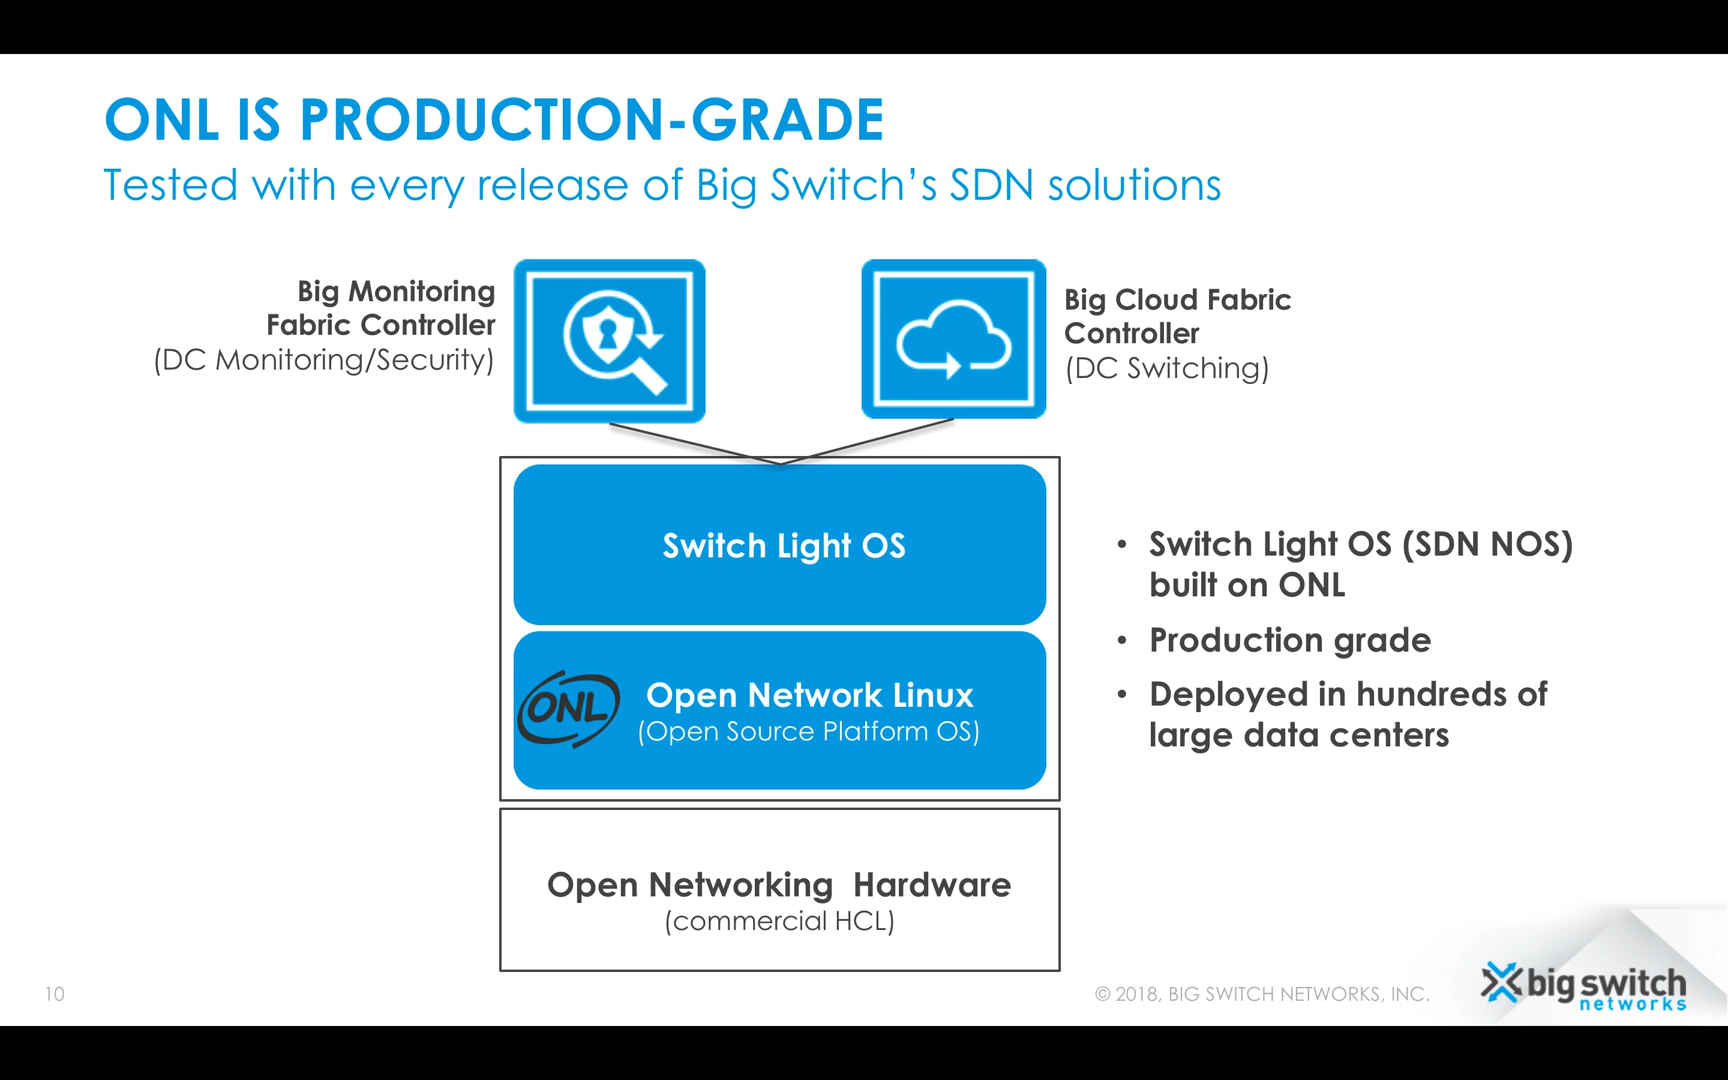 ONL IS PRODUCTION-GRADE
Tested with every release of Big Switch’s SDN solutions
Big Monitoring
Fabric Controller
(DC Monitoring/Security)
Big Cloud Fabric
Controller
(DC Switching)
Switch Light OS
ONL
Open Network Linux
(Open Source Platform OS)
Open Networking  Hardware
(commercial HCL)
• Switch Light OS (SDN NOS)
built on ONL
• Production grade
• Deployed in hundreds of
large data centers
10
© 2018, BIG SWITCH NETWORKS, INC.
big switch
networks